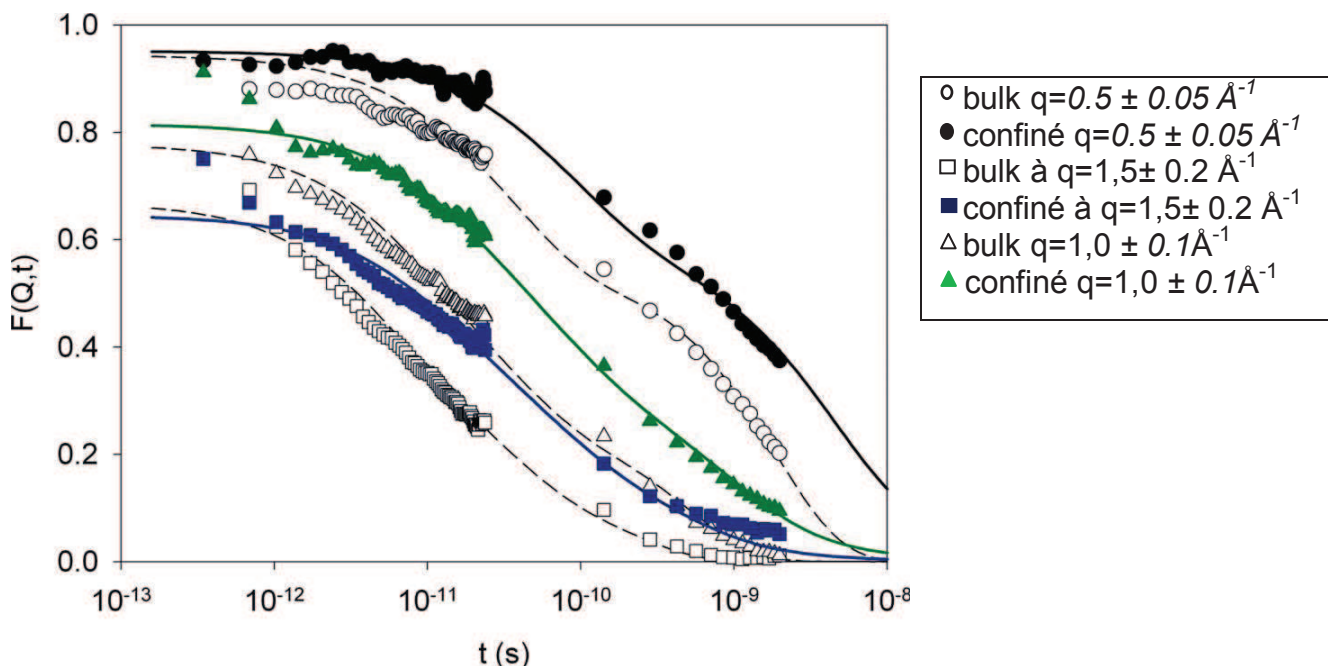 1.0
0.8
0.6
0.4
0.2
0.0
F(Q,t)
10⁻¹³
10⁻¹²
10⁻¹¹
10⁻¹⁰
10⁻⁹
10⁻⁸
t (s)
bulk q=0.5 ± 0.05 Å⁻¹
confiné q=0.5 ± 0.05 Å⁻¹
bulk à q=1,5± 0.2 Å⁻¹
confiné à q=1,5± 0.2 Å⁻¹
bulk q=1,0 ± 0.1Å⁻¹
confiné q=1,0 ± 0.1Å⁻¹